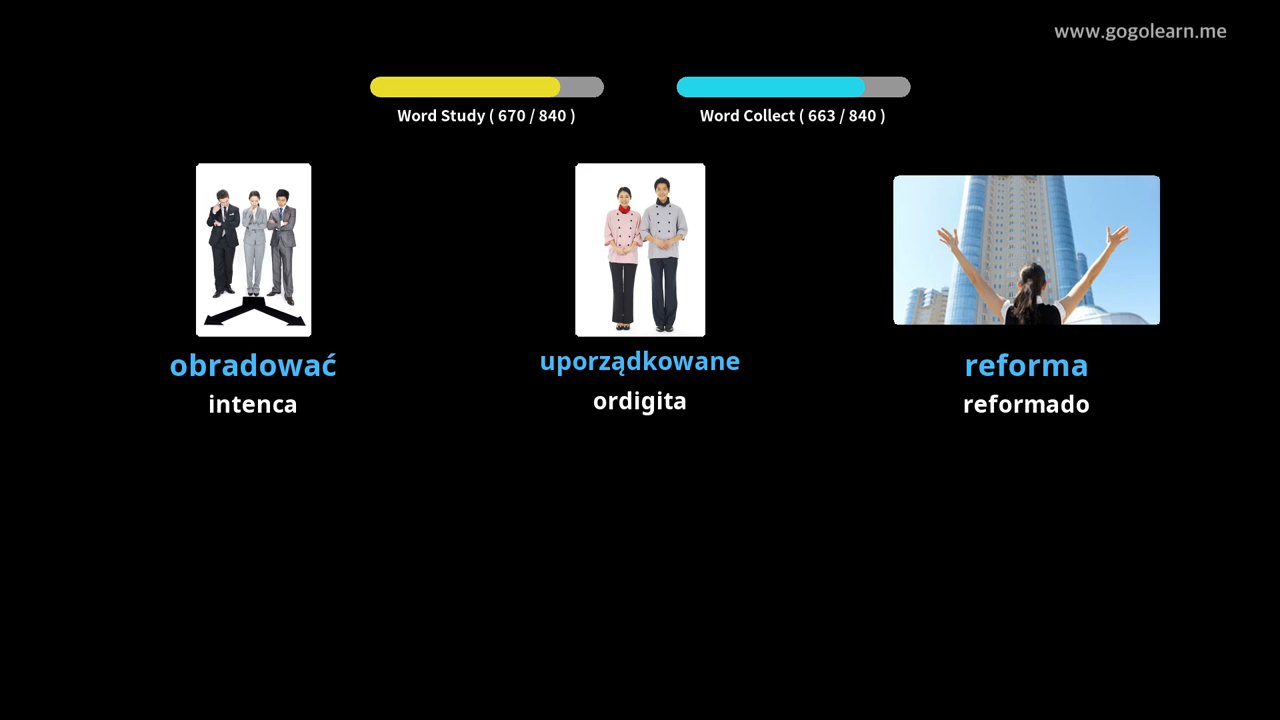 www.gogolearn.me
Word Study ( 670 / 840 )
Word Collect ( 663 / 840 )
obradować
intenca
uporządkowane
ordigita
reforma
reformado